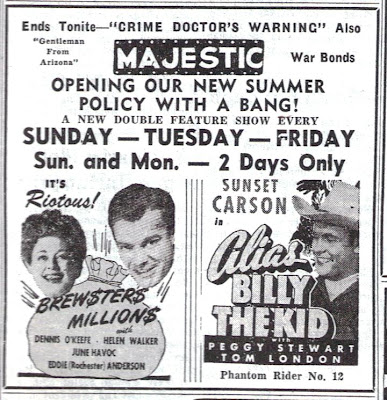 Ends Tonite—"CRIME DOCTOR'S WARNING" Also
"Gentleman
From
Arizona"
MAJESTIC
War Bonds
OPENING OUR NEW SUMMER
POLICY WITH A BANG!
A NEW DOUBLE FEATURE SHOW EVERY
SUNDAY — TUESDAY — FRIDAY
Sun. and Mon. — 2 Days Only
IT'S
Riotous!
BREW$TER$
MILLION$
with
DENNIS O'KEEFE · HELEN WALKER
JUNE HAVOC
EDDIE (Rochester) ANDERSON
SUNSET
CARSON
in
Alias
BILLY
THE KID
with
PEGGY STEWART
TOM LONDON
Phantom Rider No. 12